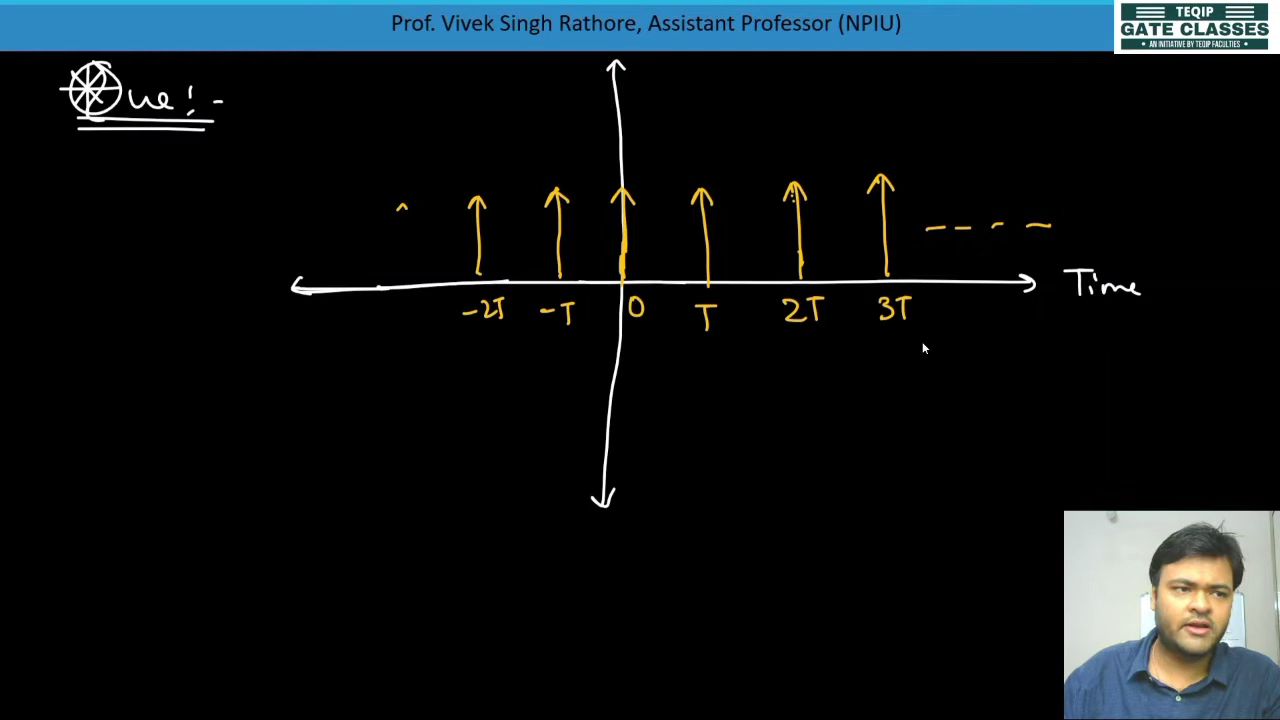 Prof. Vivek Singh Rathore, Assistant Professor (NPIU)
TEQIP
GATE CLASSES
• AN INITIATIVE BY TEQIP FACULTIES •
Que! -
-2T -T 0 T 2T 3T
Time